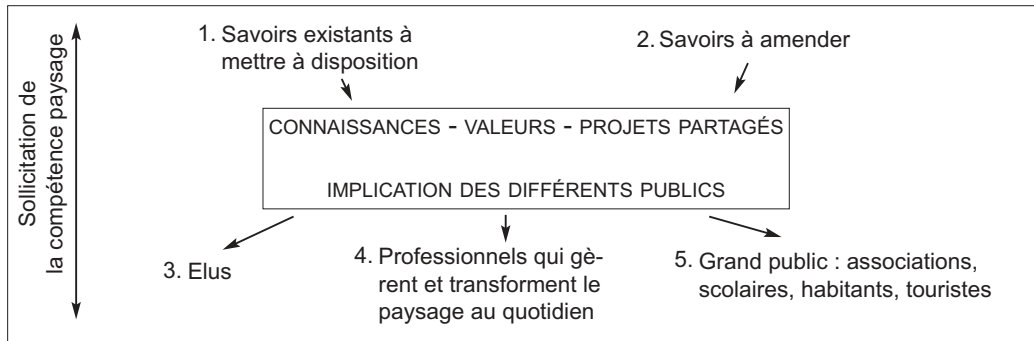 Sollicitation de
la compétence paysage
1. Savoirs existants à
mettre à disposition
2. Savoirs à amender
CONNAISSANCES - VALEURS - PROJETS PARTAGÉS
IMPLICATION DES DIFFÉRENTS PUBLICS
3. Elus
4. Professionnels qui gè-
rent et transforment le
paysage au quotidien
5. Grand public : associations,
scolaires, habitants, touristes